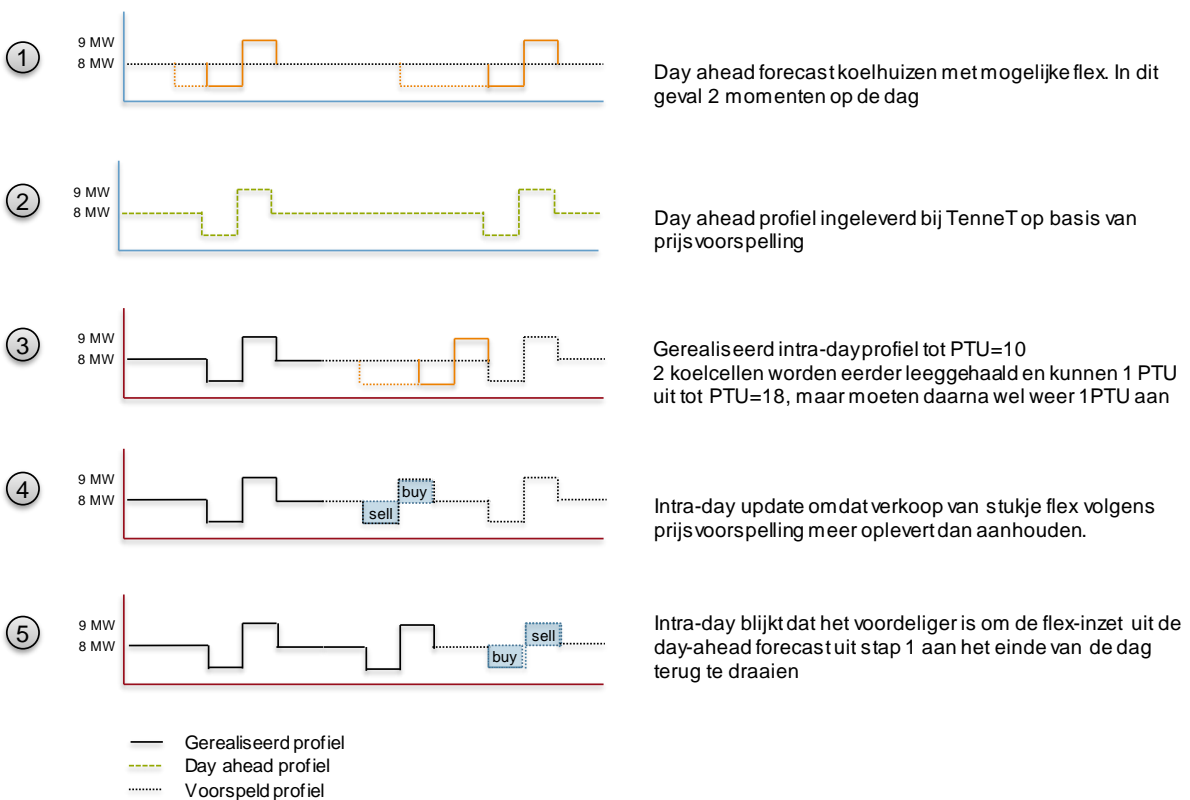 1
9 MW
8 MW
Day ahead forecast koelhuizen met mogelijke flex. In dit
geval 2 momenten op de dag
2
9 MW
8 MW
Day ahead profiel ingeleverd bij TenneT op basis van
prijsvoorspelling
3
9 MW
8 MW
Gerealiseerd intra-dayprofiel tot PTU=10
2 koelcellen worden eerder leeggehaald en kunnen 1 PTU
uit tot PTU=18, maar moeten daarna wel weer 1PTU aan
4
9 MW
8 MW
buy
sell
Intra-day update omdat verkoop van stukje flex volgens
prijsvoorspelling meer oplevert dan aanhouden.
5
9 MW
8 MW
sell
buy
Intra-day blijkt dat het voordeliger is om de flex-inzet uit de
day-ahead forecast uit stap 1 aan het einde van de dag
terug te draaien
Gerealiseerd profiel
Day ahead profiel
Voorspeld profiel